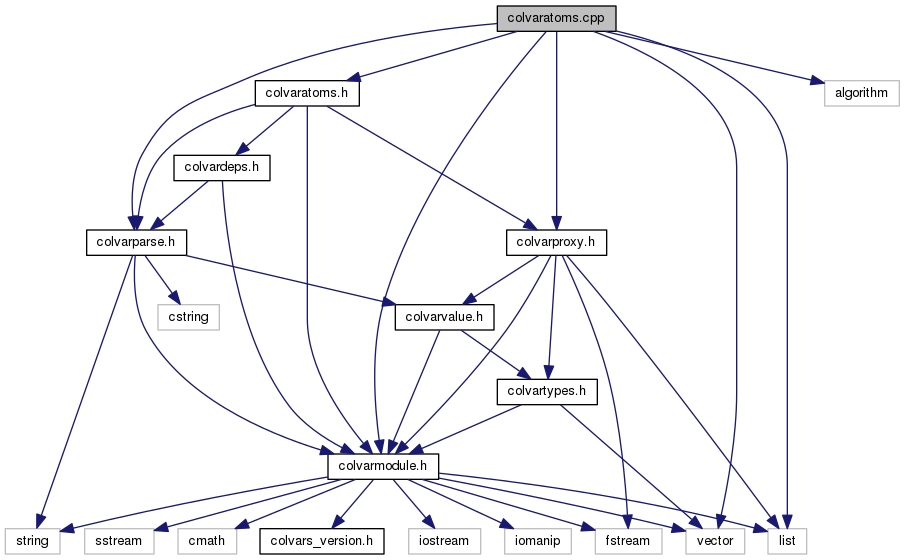 colvaratoms.cpp
colvaratoms.h
algorithm
colvardeps.h
colvarparse.h
colvarproxy.h
cstring
colvarvalue.h
colvartypes.h
colvarmodule.h
string
sstream
cmath
colvars_version.h
iostream
iomanip
fstream
vector
list